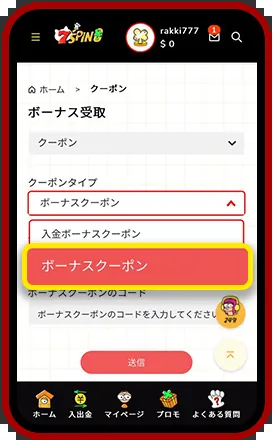 75PIN
rakki777
$ 0
1
ホーム > クーポン
ボーナス受取
クーポン
クーポンタイプ
ボーナスクーポン
入金ボーナスクーポン
ボーナスクーポン
ボーナスクーポンのコード
ボーナスクーポンのコードを入力してください
24/7
送信
ホーム 入出金 マイページ プロモ よくある質問